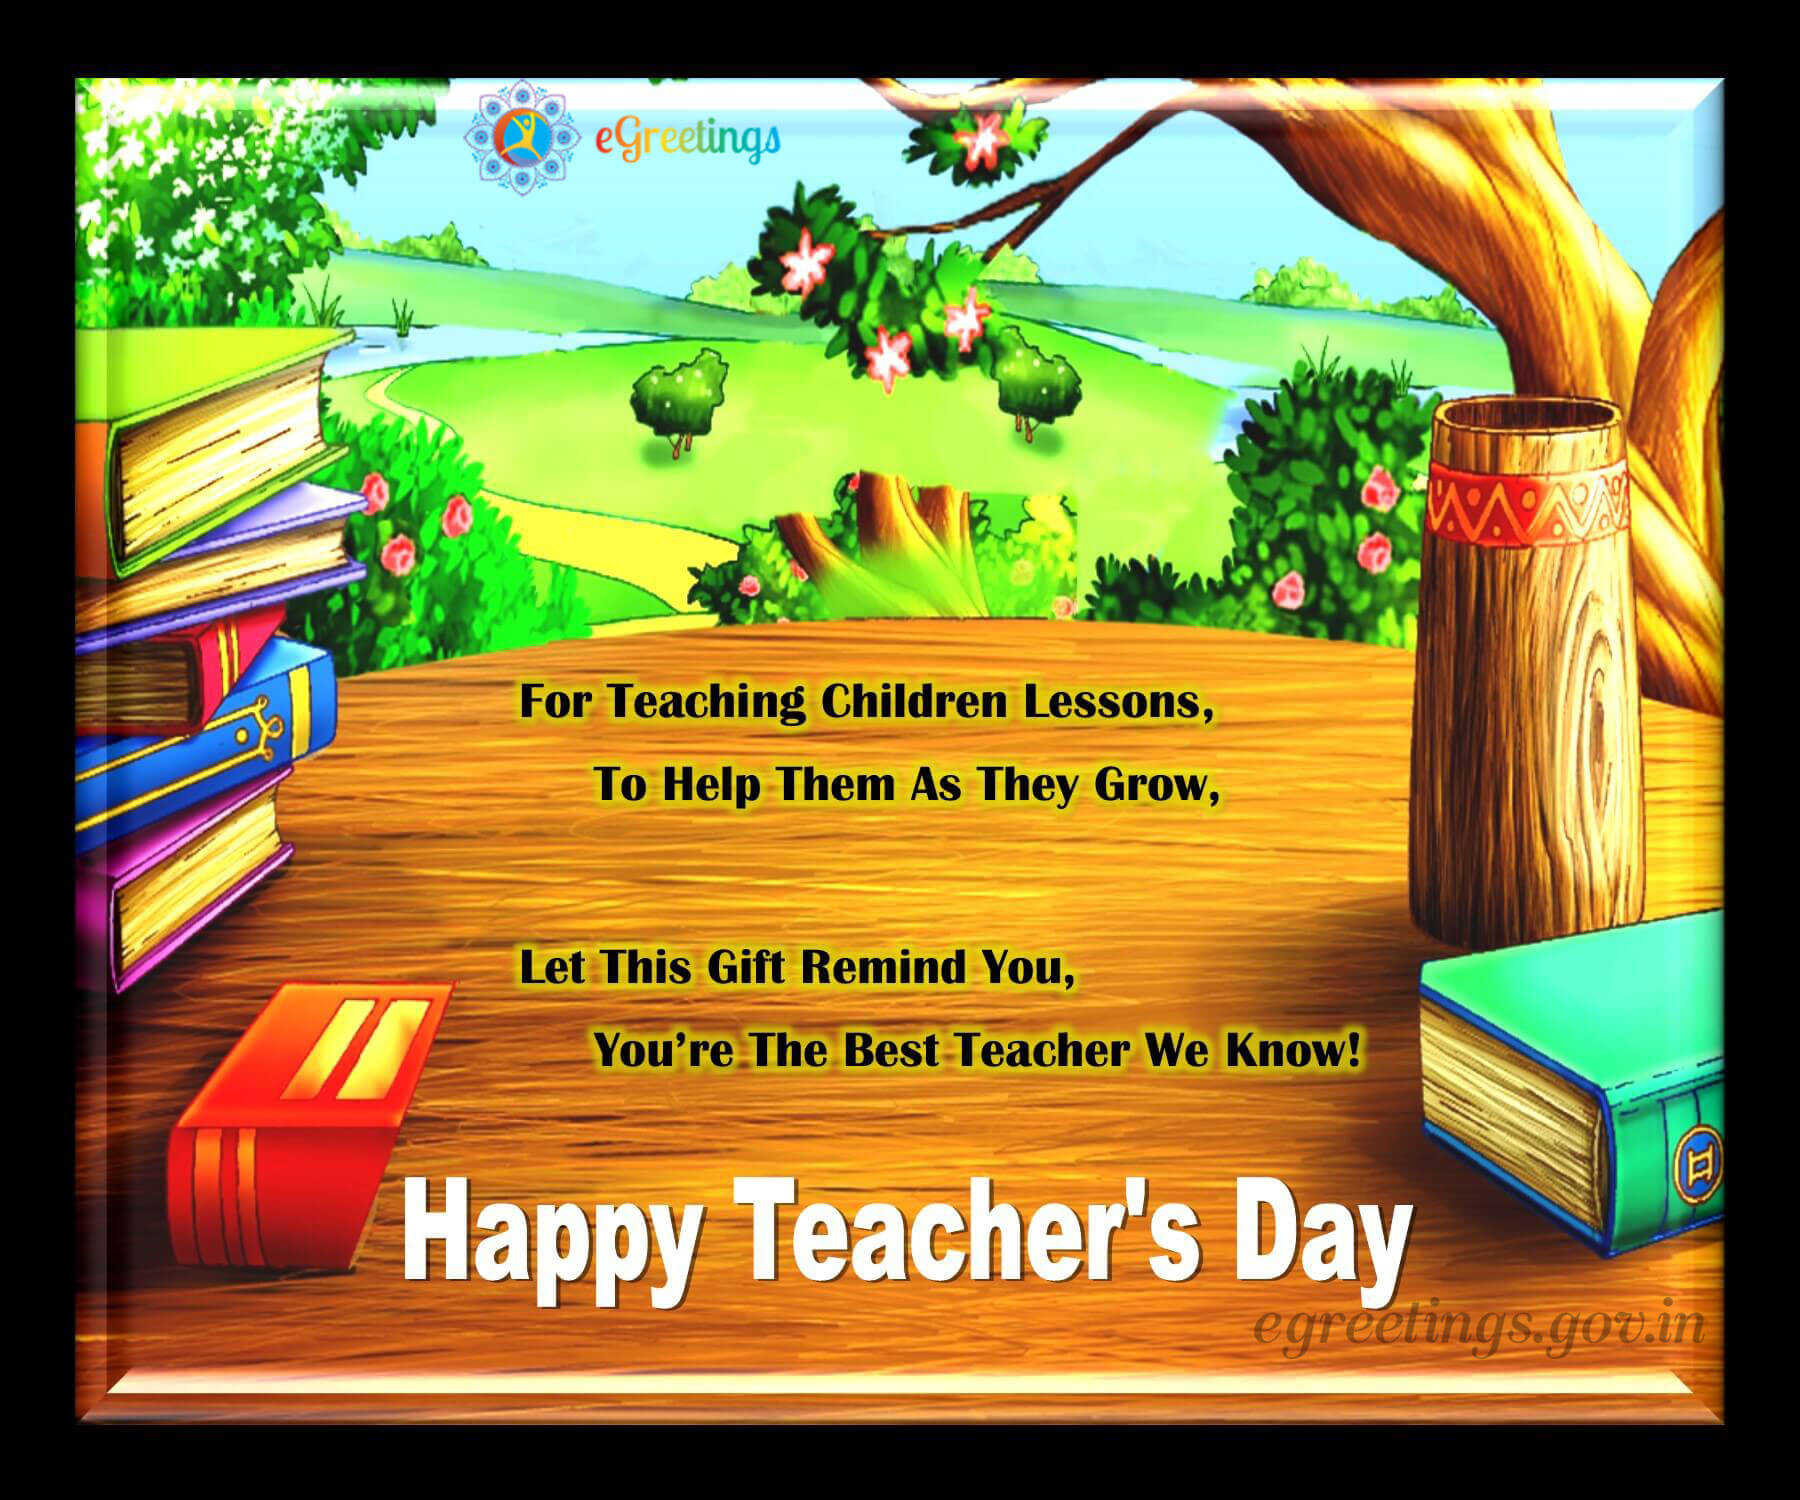 eGreetings
For Teaching Children Lessons,
To Help Them As They Grow,
Let This Gift Remind You,
You’re The Best Teacher We Know!
Happy Teacher's Day
egreetings.gov.in